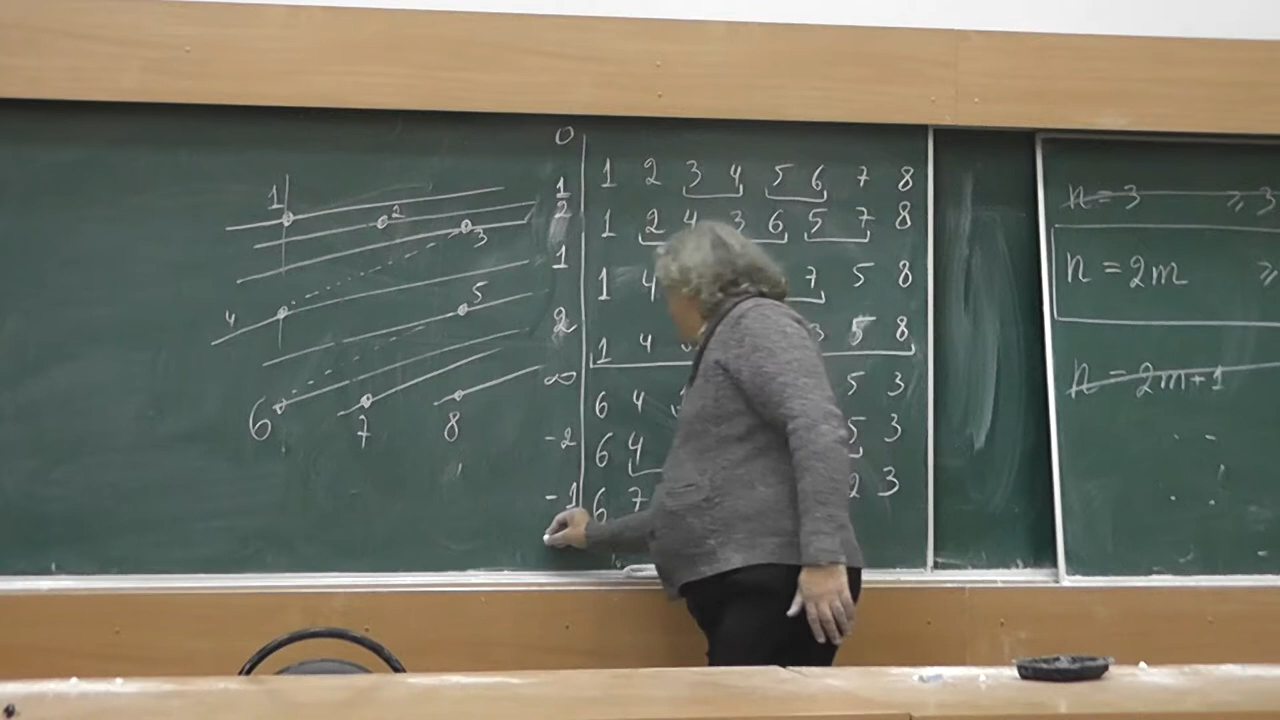 1
2
3
4
5
6 7 8
0 1 2 3 4 5 6 7 8
1/2 1 2 4 3 6 5 7 8
1 1 4 7 5 8
2 1 4 3 5 8
∞ 6 4 5 3
-2 6 4 5 3
-1 6 7 2 3
n = 3 ≥ 3
n = 2m ≥
n = 2m+1